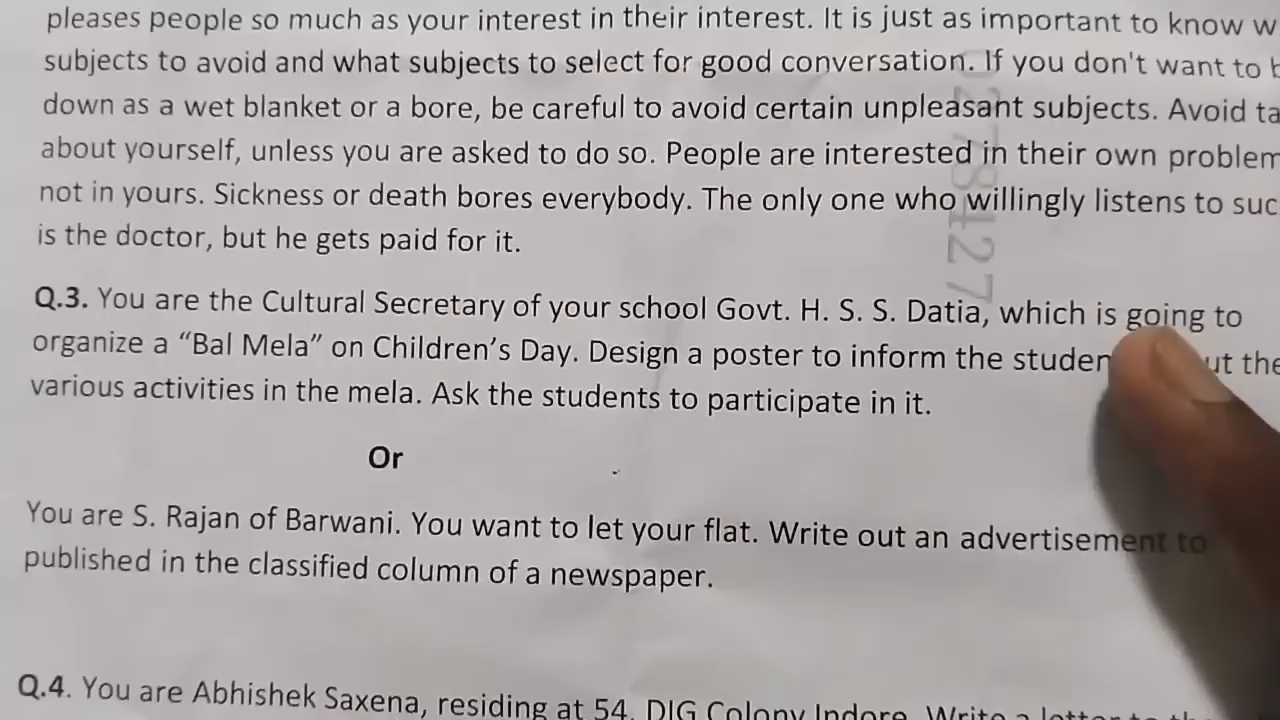 pleases people so much as your interest in their interest. It is just as important to know
subjects to avoid and what subjects to select for good conversation. If you don't want to
down as a wet blanket or a bore, be careful to avoid certain unpleasant subjects. Avoid
about yourself, unless you are asked to do so. People are interested in their own
not in yours. Sickness or death bores everybody. The only one who willingly listens to
is the doctor, but he gets paid for it.
Q.3. You are the Cultural Secretary of your school Govt. H. S. S. Datia, which is going to
organize a “Bal Mela” on Children’s Day. Design a poster to inform the the
various activities in the mela. Ask the students to participate in it.
Or
You are S. Rajan of Barwani. You want to let your flat. Write out an advertisement to
published in the classified column of a newspaper.
Q.4. You are Abhishek Saxena, residing at 54, DIG Colony Indore. Write a letter to